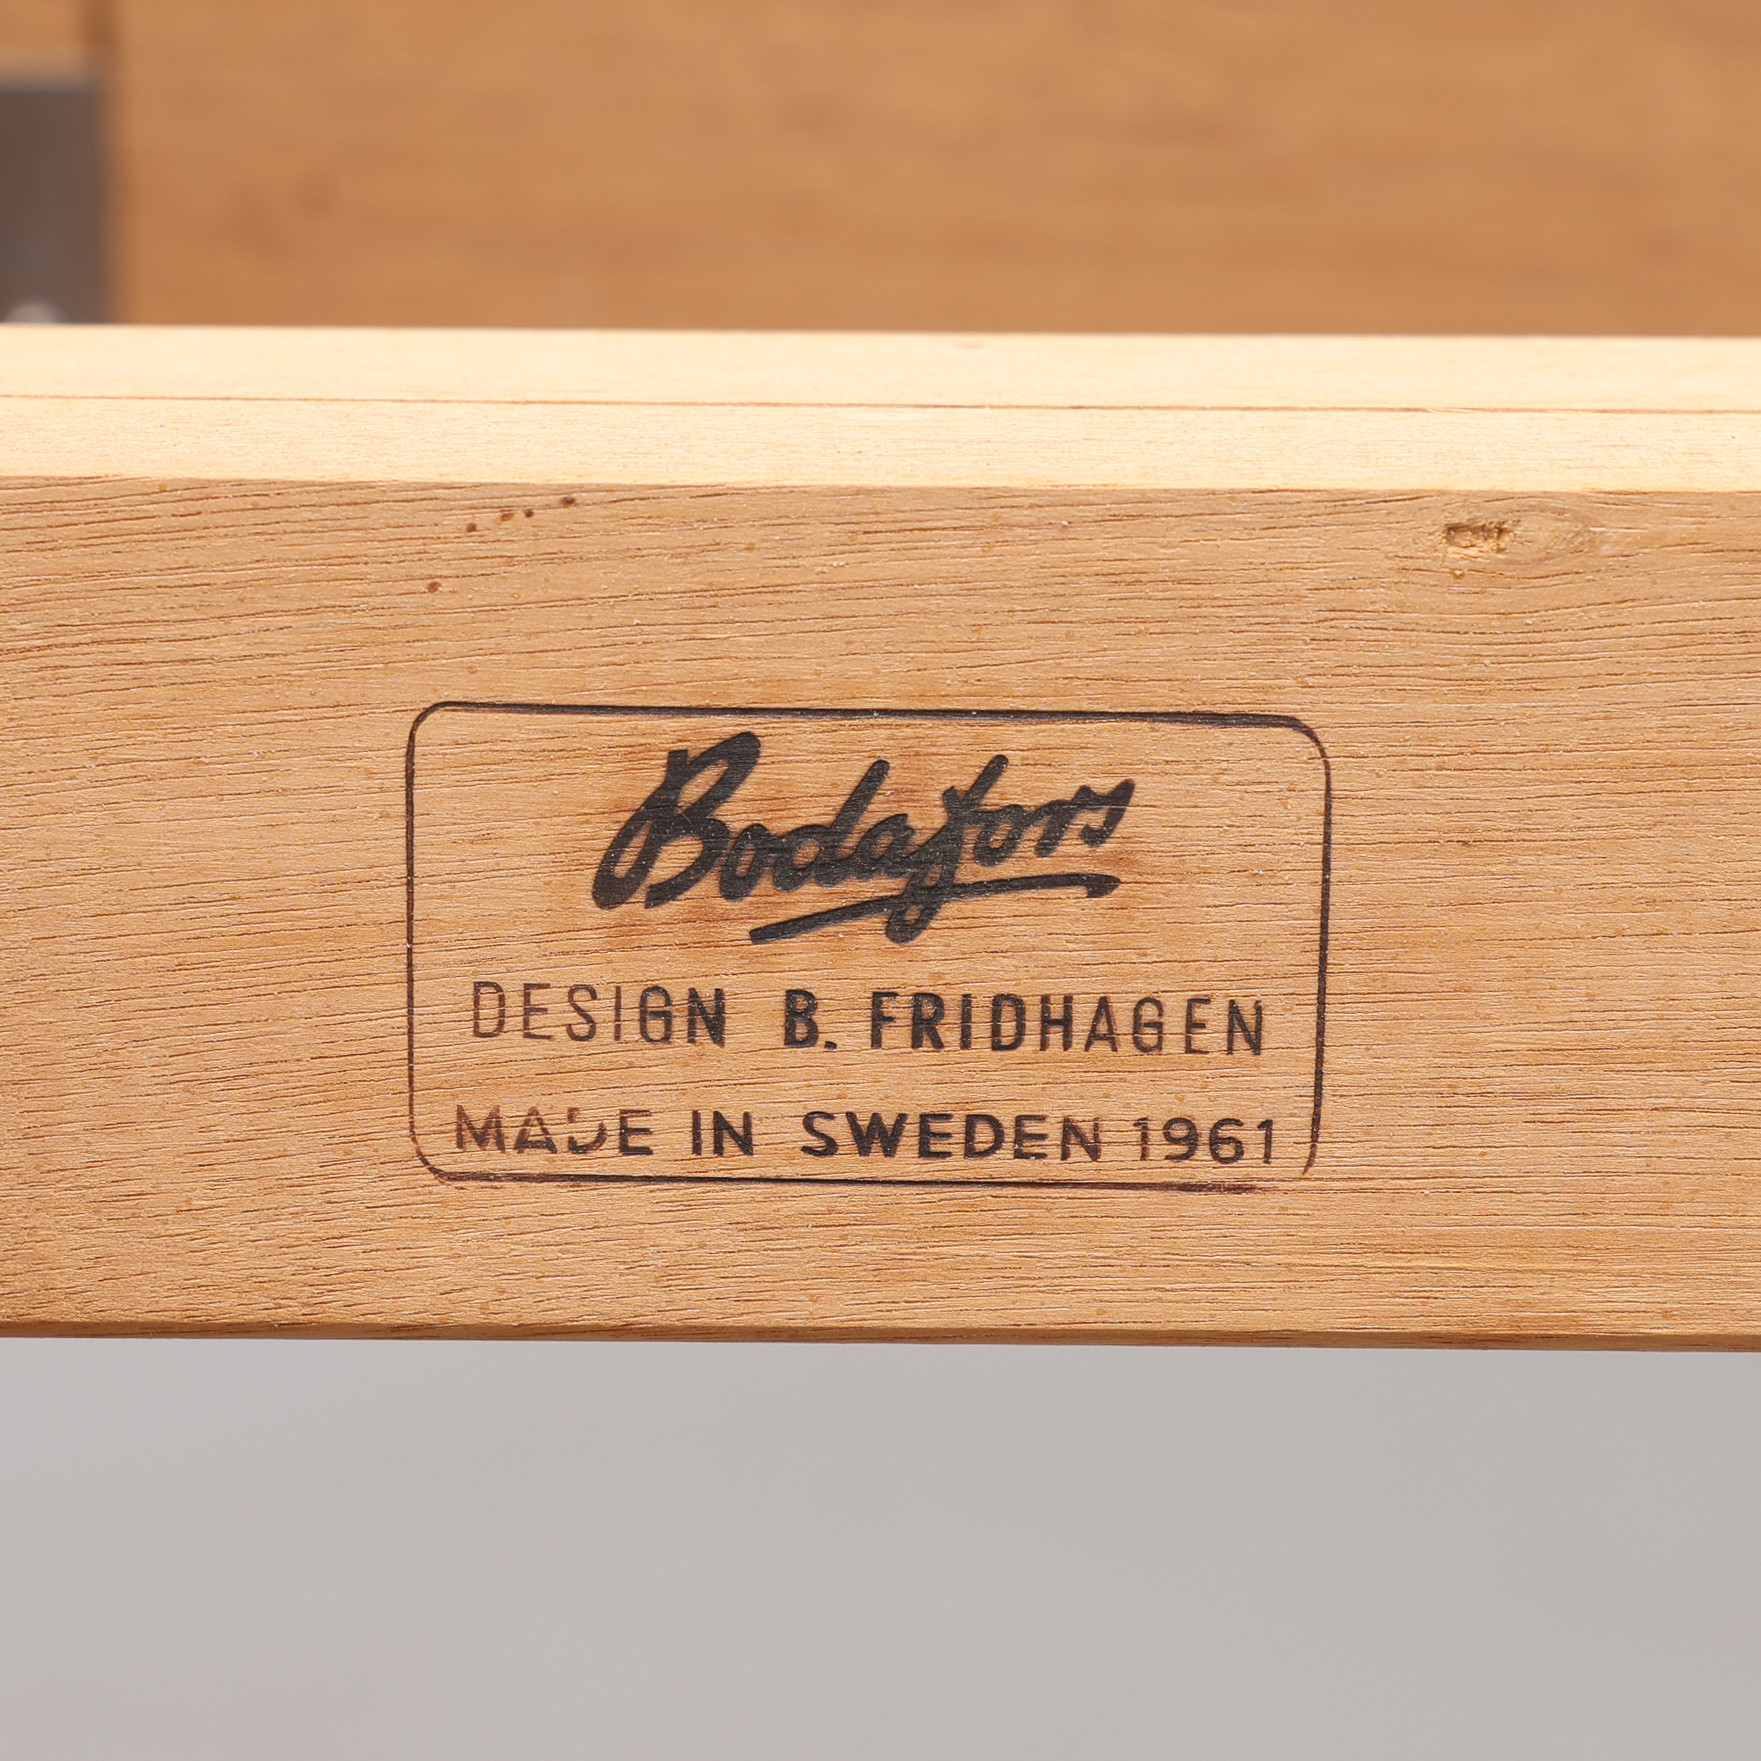 Bodafors
DESIGN B. FRIDHAGEN
MADE IN SWEDEN 1961